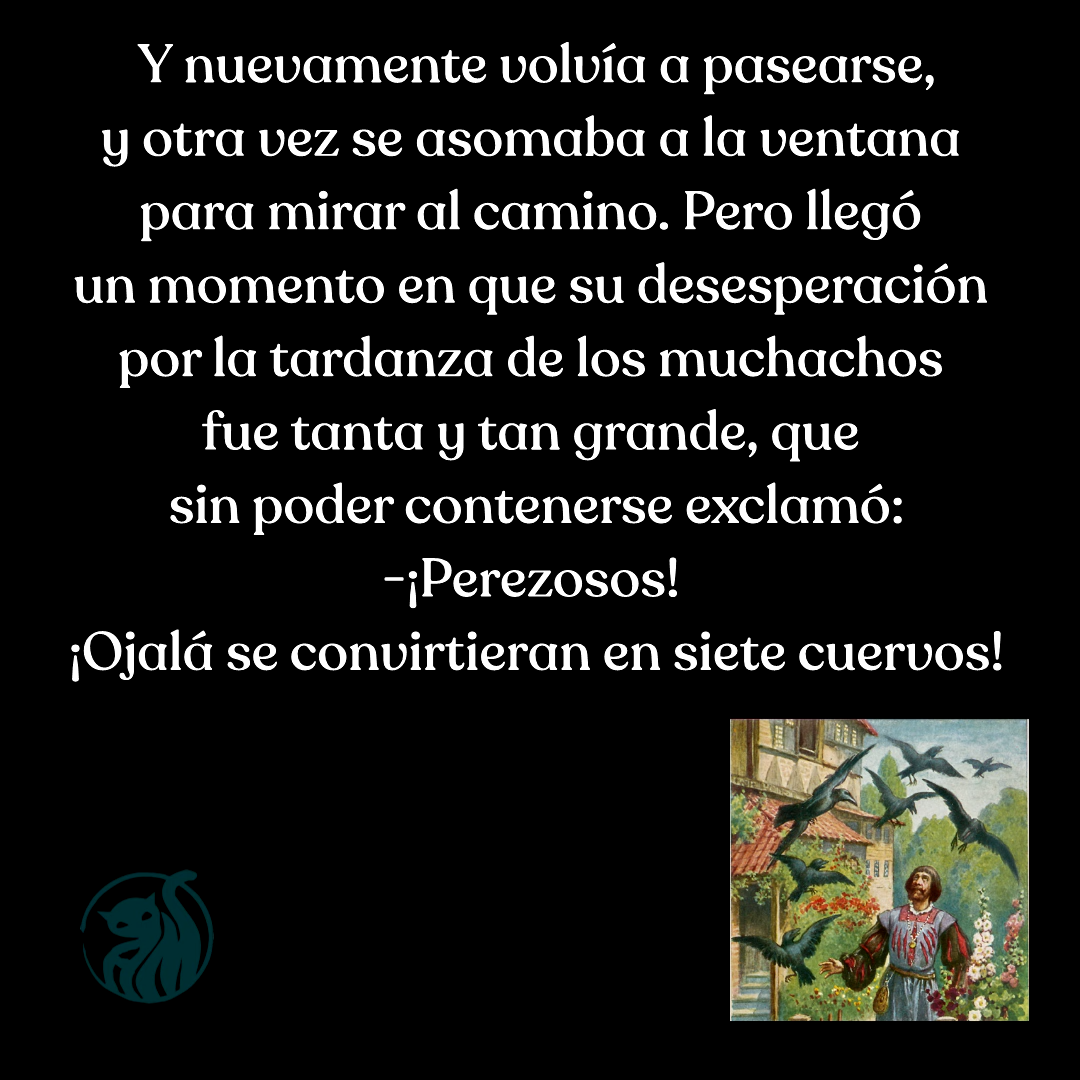 Y nuevamente volvía a pasearse,
y otra vez se asomaba a la ventana
para mirar al camino. Pero llegó
un momento en que su desesperación
por la tardanza de los muchachos
fue tanta y tan grande, que
sin poder contenerse exclamó:
-¡Perezosos!
¡Ojalá se convirtieran en siete cuervos!